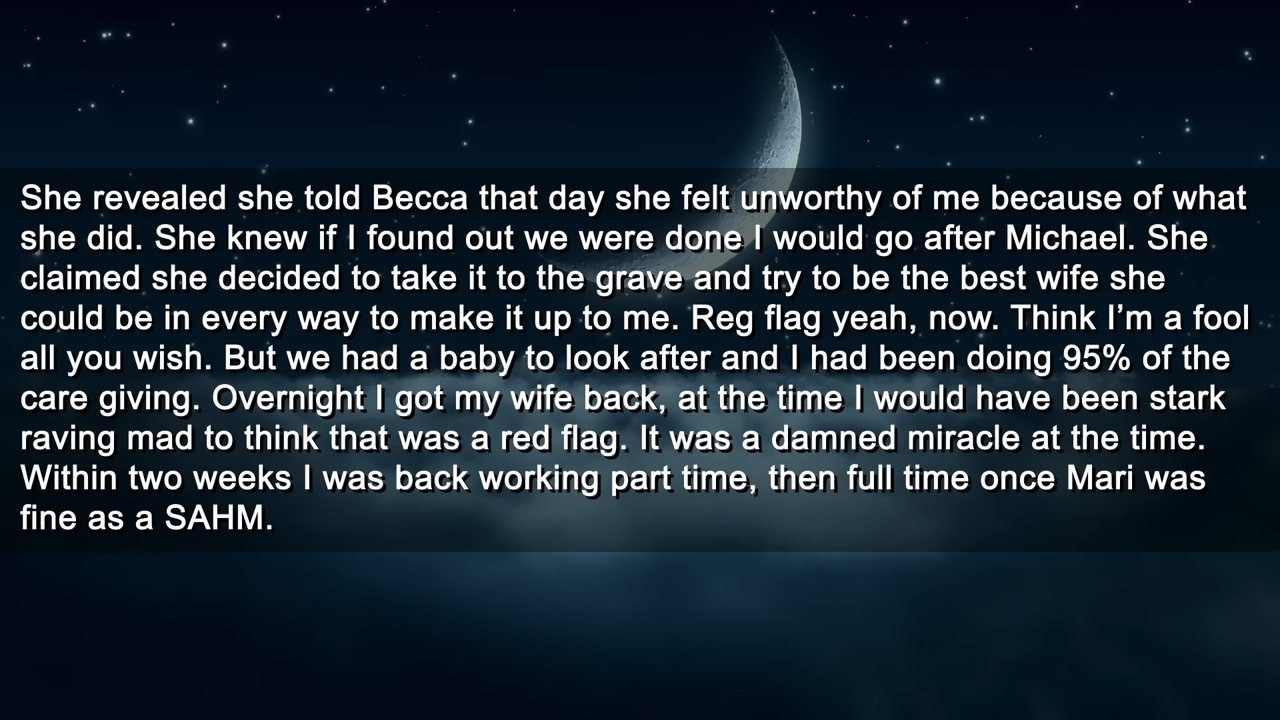 She revealed she told Becca that day she felt unworthy of me because of what
she did. She knew if I found out we were done I would go after Michael. She
claimed she decided to take it to the grave and try to be the best wife she
could be in every way to make it up to me. Reg flag yeah, now. Think I’m a fool
all you wish. But we had a baby to look after and I had been doing 95% of the
care giving. Overnight I got my wife back, at the time I would have been stark
raving mad to think that was a red flag. It was a damned miracle at the time.
Within two weeks I was back working part time, then full time once Mari was
fine as a SAHM.